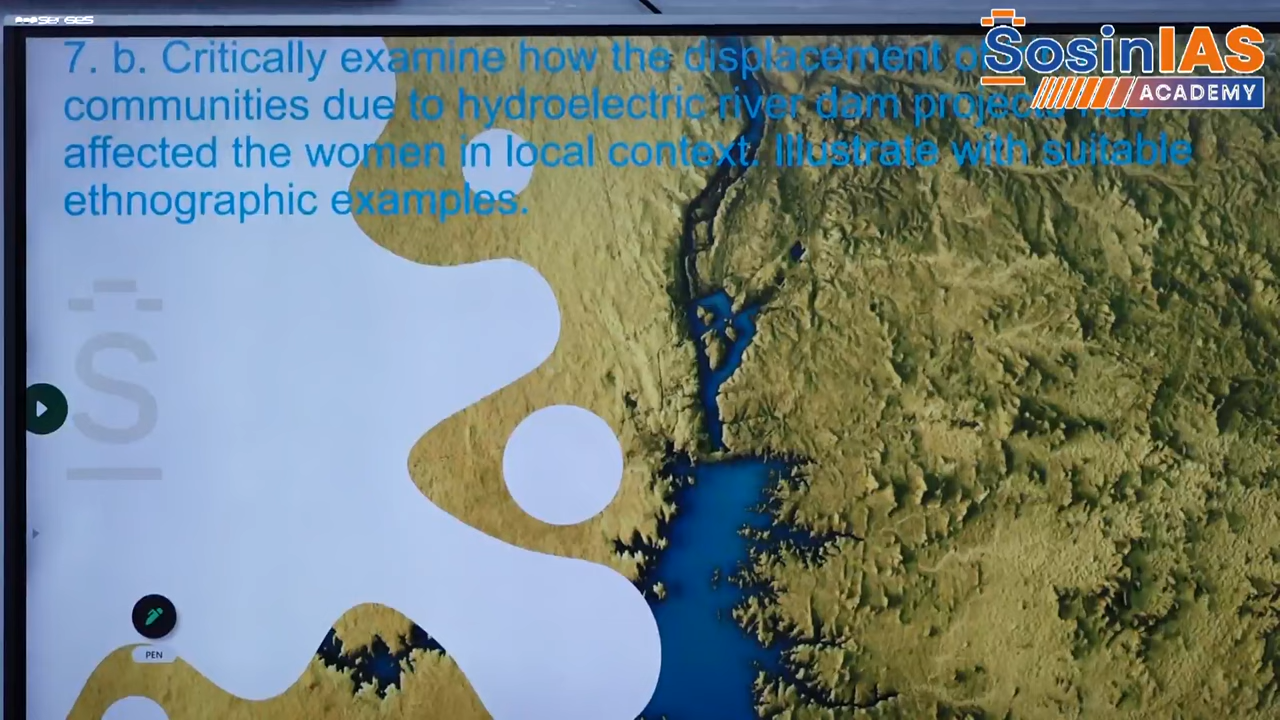 SosinIAS
ACADEMY
7. b. Critically examine how the displacement of
communities due to hydroelectric river dam projects has
affected the women in local context. Illustrate with suitable
ethnographic examples.
S
PEN